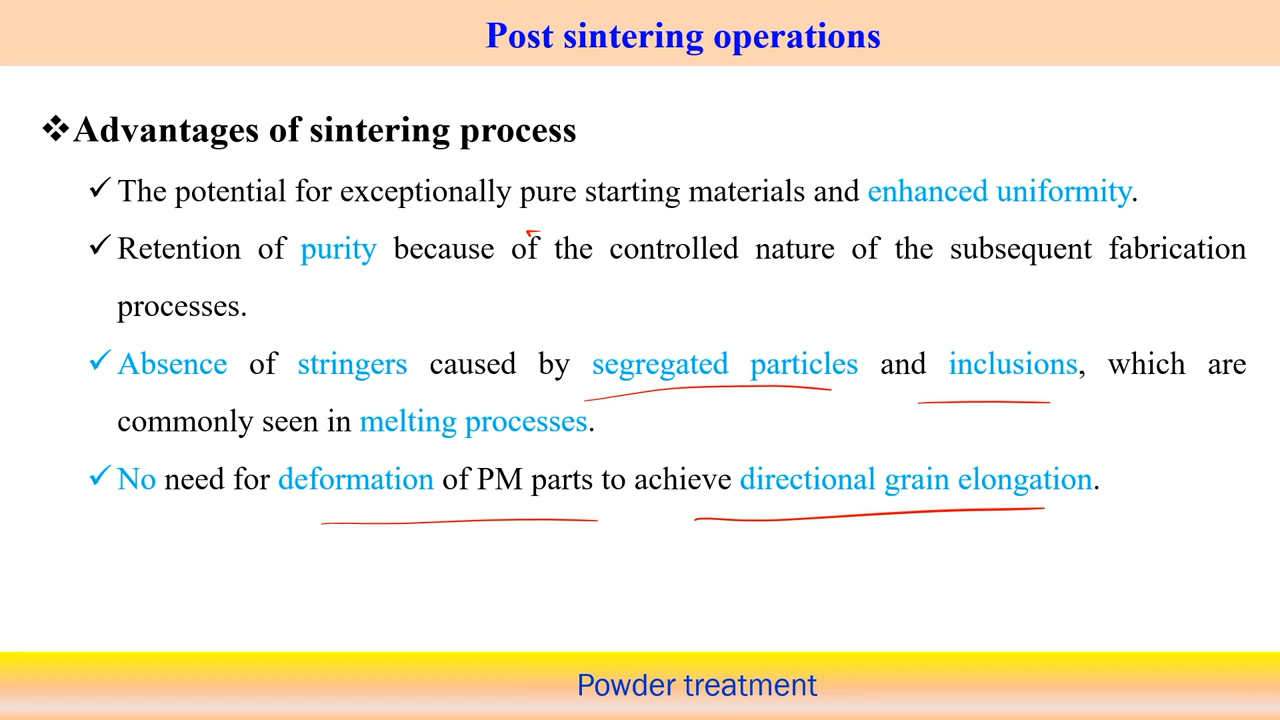 Post sintering operations
❖Advantages of sintering process
✓The potential for exceptionally pure starting materials and enhanced uniformity.
✓Retention of purity because of the controlled nature of the subsequent fabrication
processes.
✓Absence of stringers caused by segregated particles and inclusions, which are
commonly seen in melting processes.
✓No need for deformation of PM parts to achieve directional grain elongation.
Powder treatment